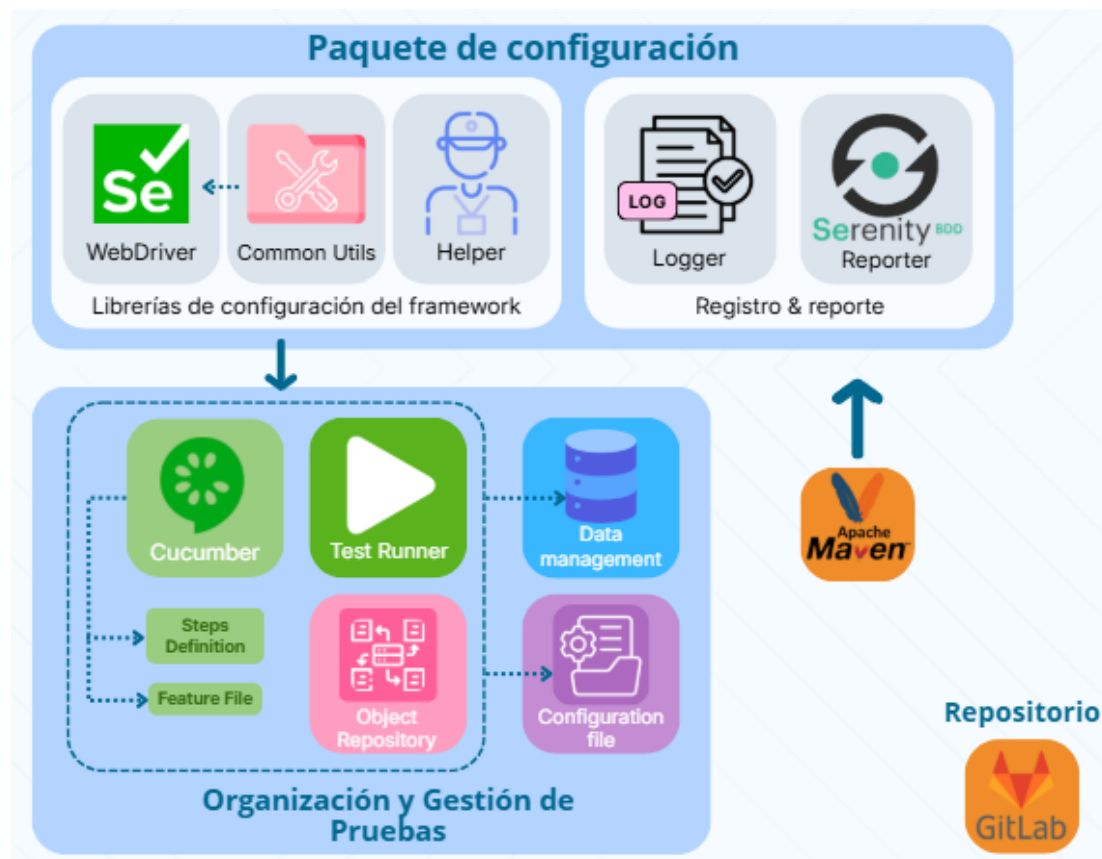 Paquete de configuración
Se
WebDriver
Common Utils
Helper
Librerías de configuración del framework
LOG
Logger
Serenity BDD
Reporter
Registro & reporte
Cucumber
Test Runner
Data
management
Steps
Definition
Feature File
Object
Repository
Configuration
file
Organización y Gestión de
Pruebas
Apache
Maven
Repositorio
GitLab